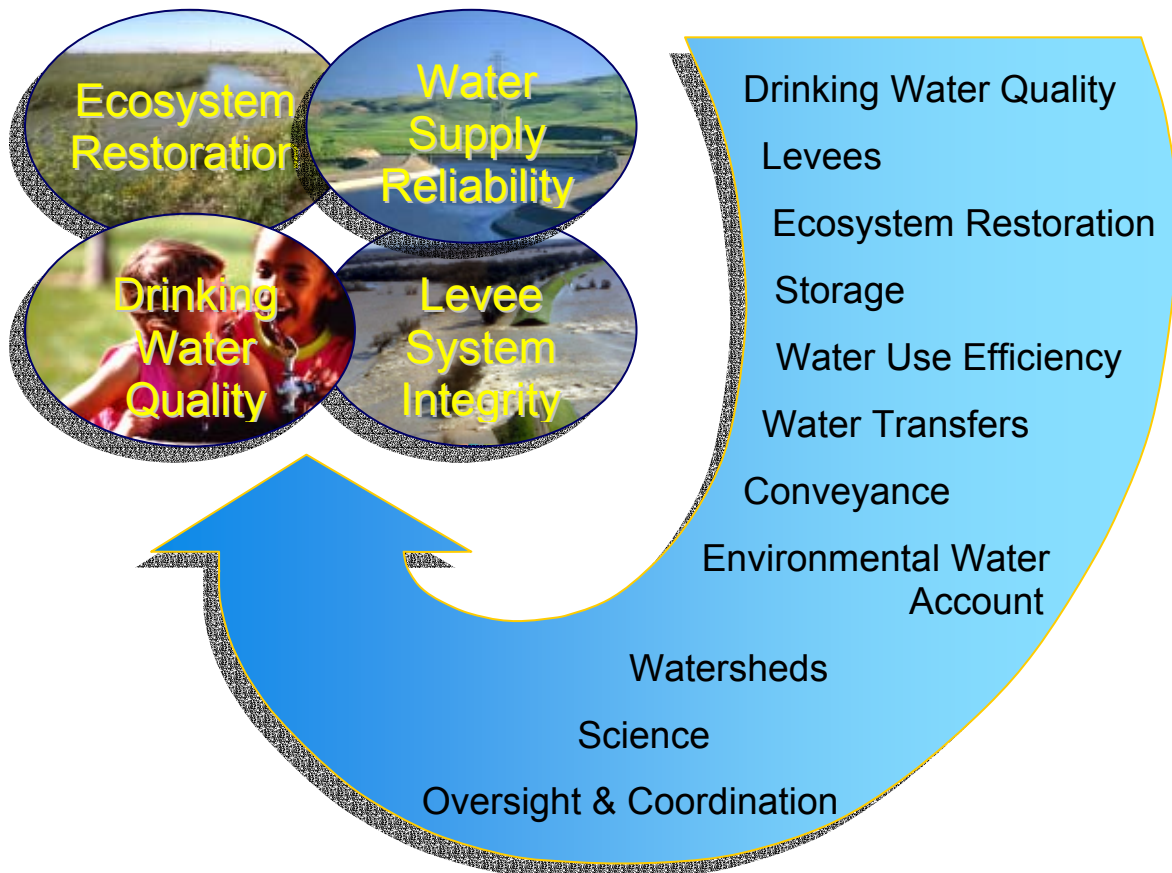 Ecosystem
Restoration
Water
Supply
Reliability
Drinking
Water
Quality
Levee
System
Integrity
Drinking Water Quality
Levees
Ecosystem Restoration
Storage
Water Use Efficiency
Water Transfers
Conveyance
Environmental Water
Account
Watersheds
Science
Oversight & Coordination